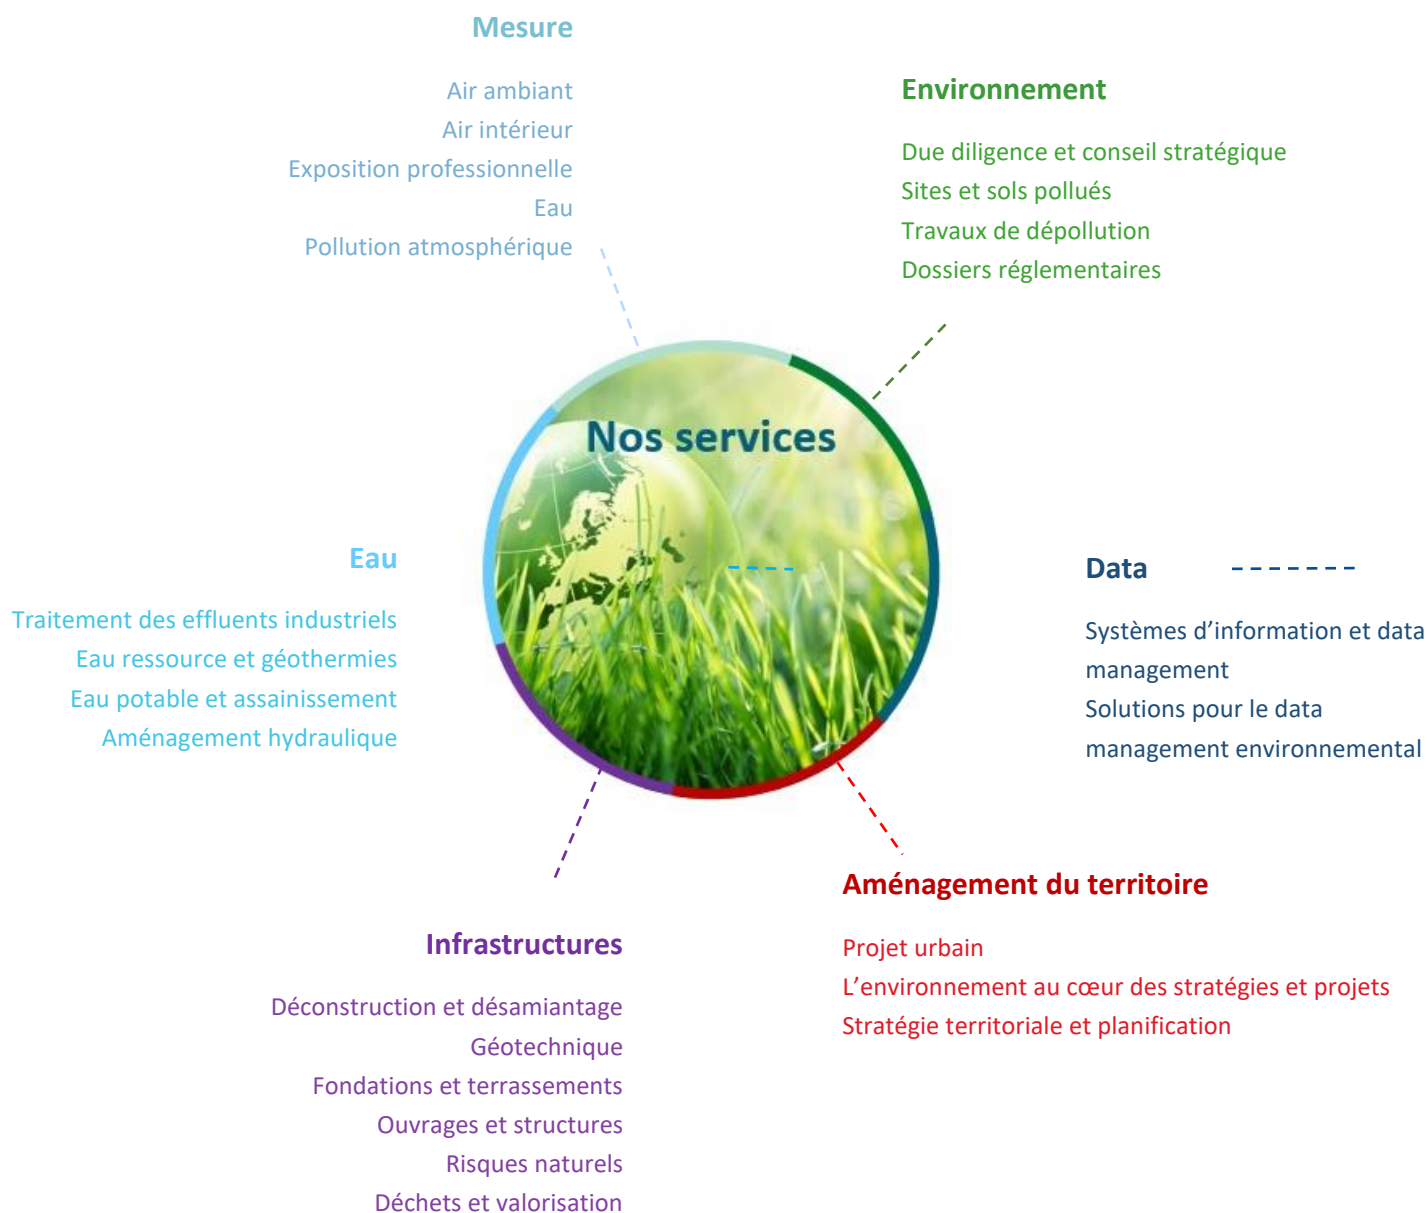 Mesure
Air ambiant
Air intérieur
Exposition professionnelle
Eau
Pollution atmosphérique
Environnement
Due diligence et conseil stratégique
Sites et sols pollués
Travaux de dépollution
Dossiers réglementaires
Nos services
Eau
Traitement des effluents industriels
Eau ressource et géothermies
Eau potable et assainissement
Aménagement hydraulique
Data
Systèmes d’information et data
management
Solutions pour le data
management environnemental
Infrastructures
Déconstruction et désamiantage
Géotechnique
Fondations et terrassements
Ouvrages et structures
Risques naturels
Déchets et valorisation
Aménagement du territoire
Projet urbain
L’environnement au cœur des stratégies et projets
Stratégie territoriale et planification